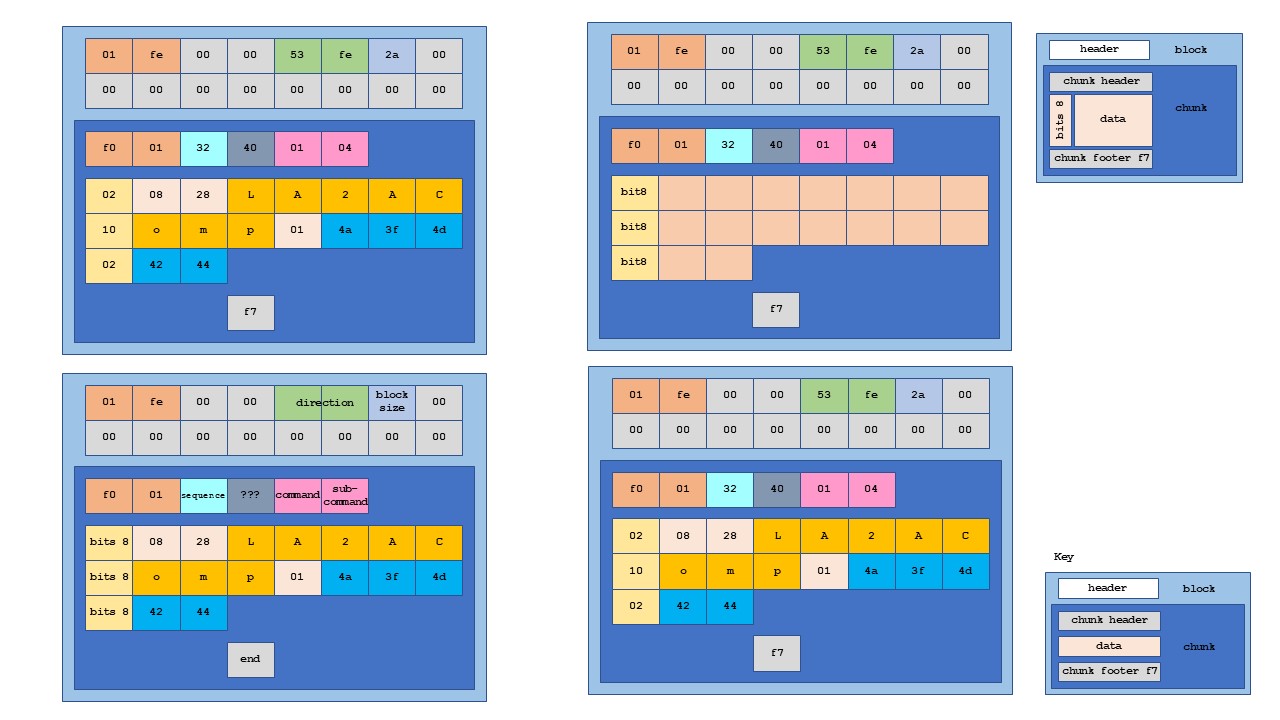 01 fe 00 00 53 fe 2a 00
00 00 00 00 00 00 00 00
f0 01 32 40 01 04
02 08 28 L A 2 A C
10 o m p 01 4a 3f 4d
02 42 44
f7
01 fe 00 00 53 fe 2a 00
00 00 00 00 00 00 00 00
f0 01 32 40 01 04
bit8
bit8
bit8
f7
header block
chunk header
chunk
bits 8 data
chunk footer f7
01 fe 00 00 direction block size 00
00 00 00 00 00 00 00 00
f0 01 sequence ??? command sub-command
bits 8 08 28 L A 2 A C
bits 8 o m p 01 4a 3f 4d
bits 8 42 44
end
01 fe 00 00 53 fe 2a 00
00 00 00 00 00 00 00 00
f0 01 32 40 01 04
02 08 28 L A 2 A C
10 o m p 01 4a 3f 4d
02 42 44
f7
Key
header block
chunk header
data chunk
chunk footer f7